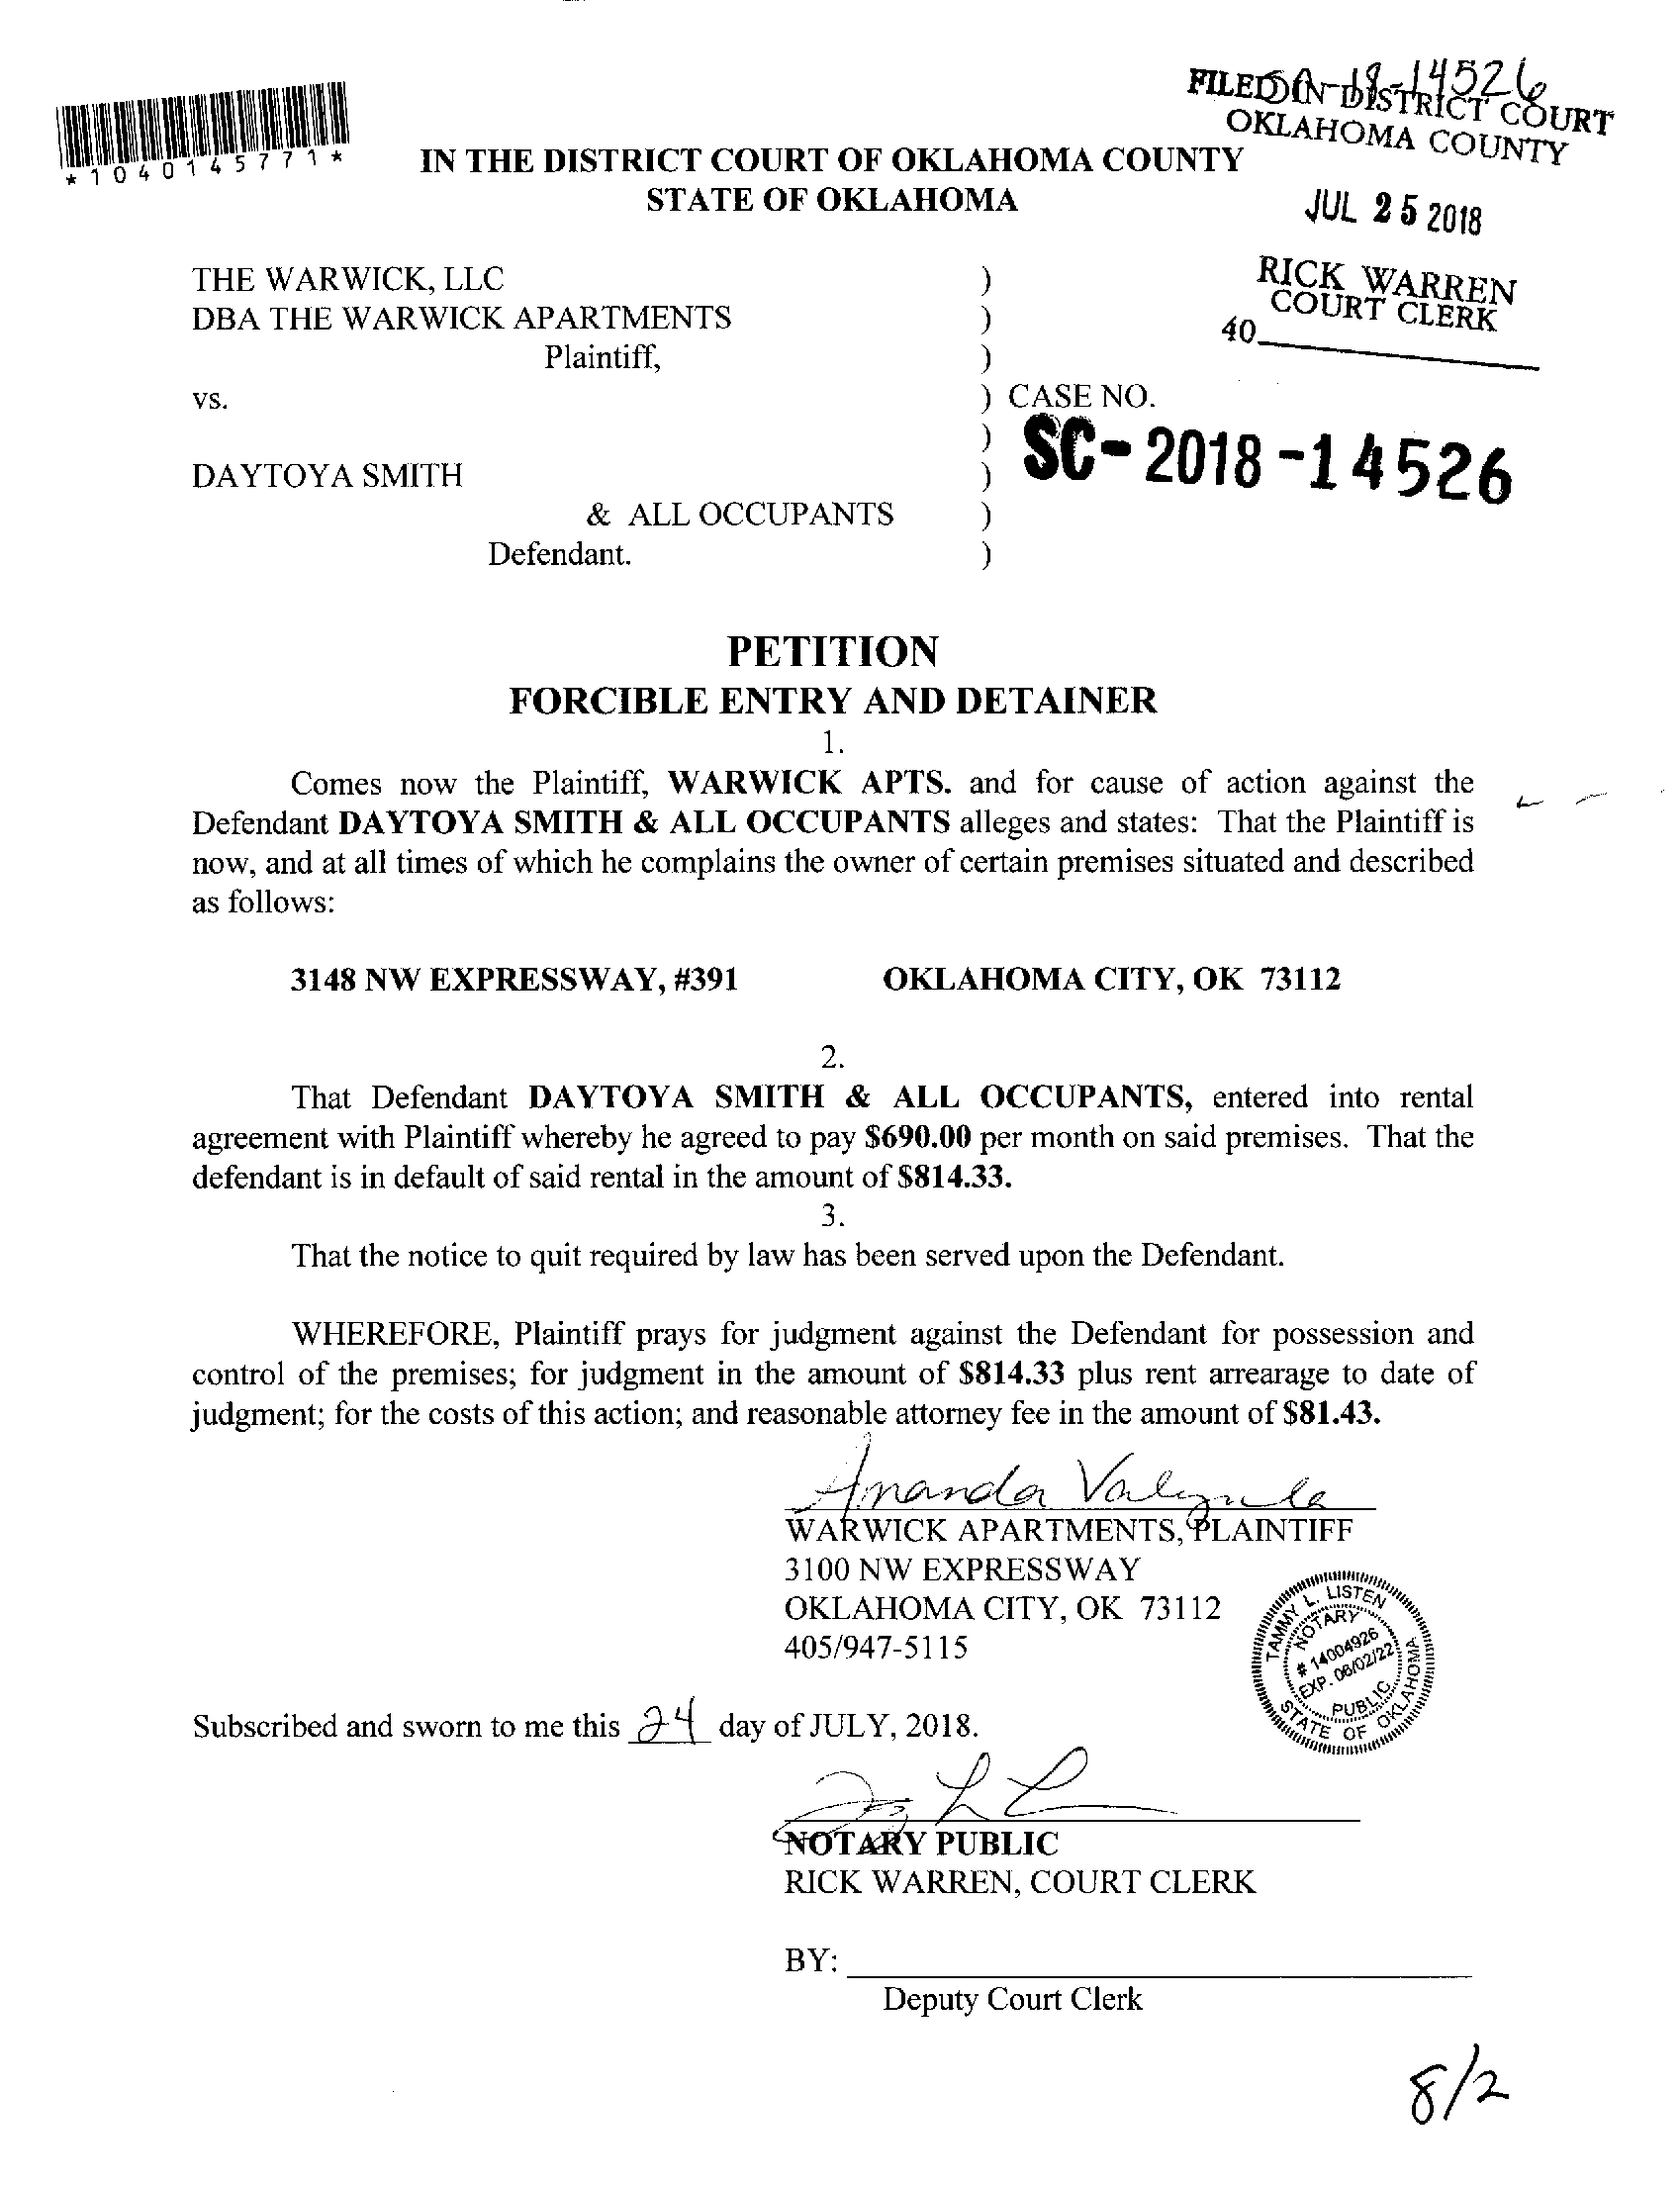 FILED IN DISTRICT COURT
OKLAHOMA COUNTY
*1040145771*
IN THE DISTRICT COURT OF OKLAHOMA COUNTY
STATE OF OKLAHOMA
JUL 25 2018
RICK WARREN
COURT CLERK
40
THE WARWICK, LLC )
DBA THE WARWICK APARTMENTS )
Plaintiff, )
vs. ) CASE NO.
) SC-2018-14526
DAYTOYA SMITH )
& ALL OCCUPANTS )
Defendant. )
PETITION
FORCIBLE ENTRY AND DETAINER
1.
Comes now the Plaintiff, WARWICK APTS. and for cause of action against the
Defendant DAYTOYA SMITH & ALL OCCUPANTS alleges and states: That the Plaintiff is
now, and at all times of which he complains the owner of certain premises situated and described
as follows:
3148 NW EXPRESSWAY, #391 OKLAHOMA CITY, OK 73112
2.
That Defendant DAYTOYA SMITH & ALL OCCUPANTS, entered into rental
agreement with Plaintiff whereby he agreed to pay $690.00 per month on said premises. That the
defendant is in default of said rental in the amount of $814.33.
3.
That the notice to quit required by law has been served upon the Defendant.
WHEREFORE, Plaintiff prays for judgment against the Defendant for possession and
control of the premises; for judgment in the amount of $814.33 plus rent arrearage to date of
judgment; for the costs of this action; and reasonable attorney fee in the amount of $81.43.
Amanda
WARWICK APARTMENTS, PLAINTIFF
3100 NW EXPRESSWAY
OKLAHOMA CITY, OK 73112
405/947-5115
TAMMY L. LISTEN
NOTARY
# 14004926
EXP. 06/02/22
PUBLIC
STATE OF OKLAHOMA
Subscribed and sworn to me this 24 day of JULY, 2018.
NOTARY PUBLIC
RICK WARREN, COURT CLERK
BY:
Deputy Court Clerk
8/2